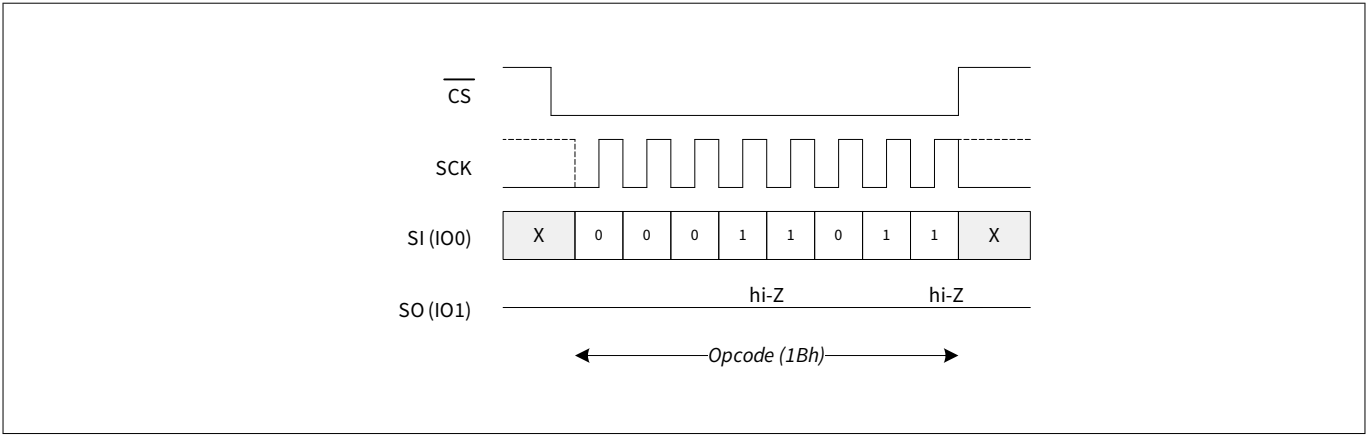 CS
SCK
SI (IO0) X 0 0 0 1 1 0 1 1 X
hi-Z hi-Z
SO (IO1)
Opcode (1Bh)